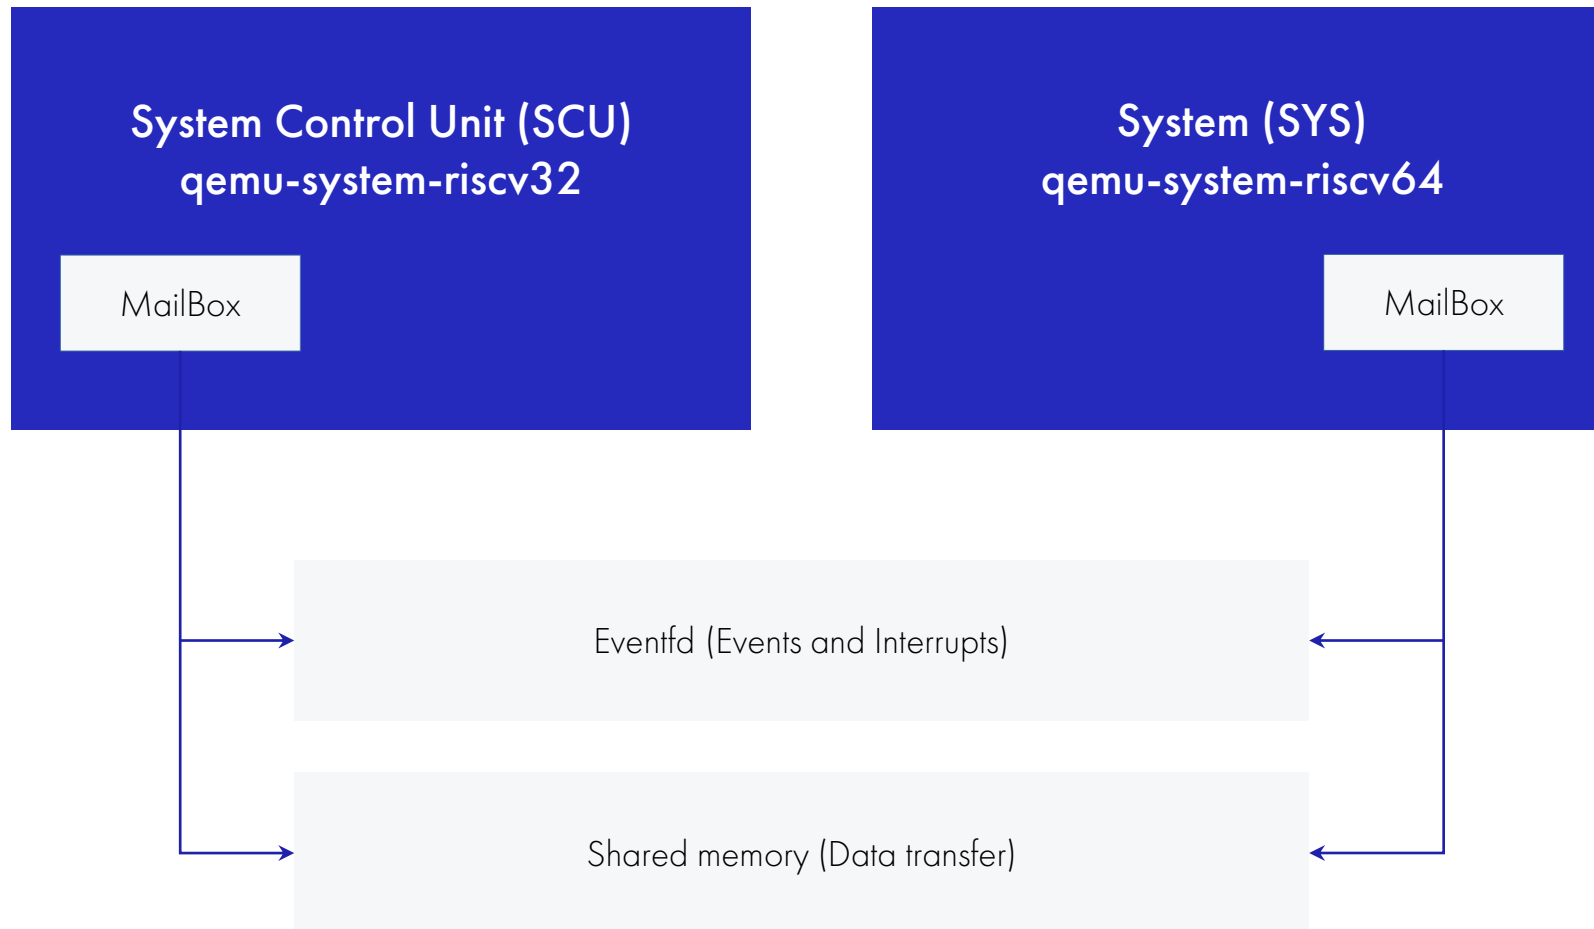 System Control Unit (SCU)
qemu-system-riscv32
MailBox
System (SYS)
qemu-system-riscv64
MailBox
Eventfd (Events and Interrupts)
Shared memory (Data transfer)